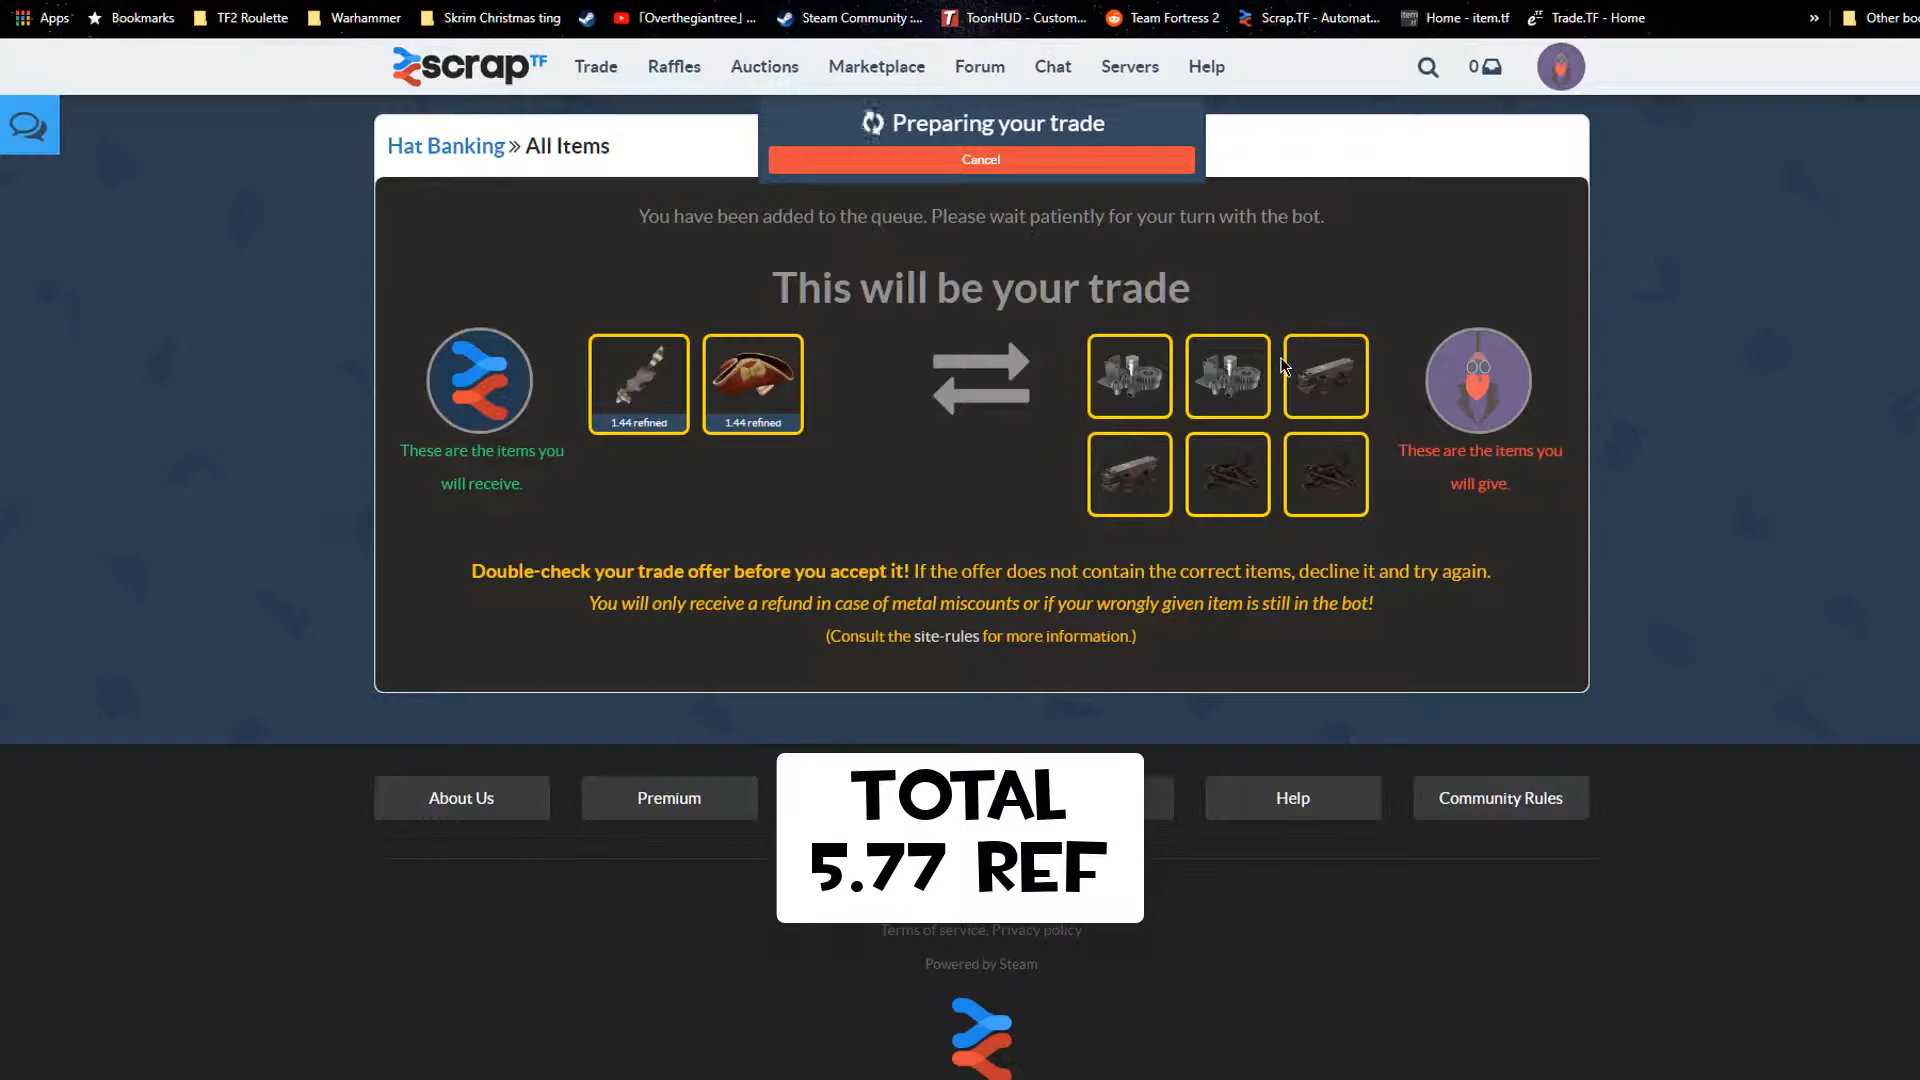 Apps
Bookmarks
TF2 Roulette
Warhammer
Skrim Christmas ting
「Overthegiantree」 ...
Steam Community :...
ToonHUD - Custom...
Team Fortress 2
Scrap.TF - Automat...
Home - item.tf
Trade.TF - Home
»
Other boo
scrap TF
Trade
Raffles
Auctions
Marketplace
Forum
Chat
Servers
Help
0
Preparing your trade
Cancel
Hat Banking » All Items
You have been added to the queue. Please wait patiently for your turn with the bot.
This will be your trade
1.44 refined
1.44 refined
These are the items you
will receive.
These are the items you
will give.
Double-check your trade offer before you accept it! If the offer does not contain the correct items, decline it and try again.
You will only receive a refund in case of metal miscounts or if your wrongly given item is still in the bot!
(Consult the site-rules for more information.)
About Us
Premium
Help
Community Rules
TOTAL
5.77 REF
Terms of service, Privacy policy
Powered by Steam